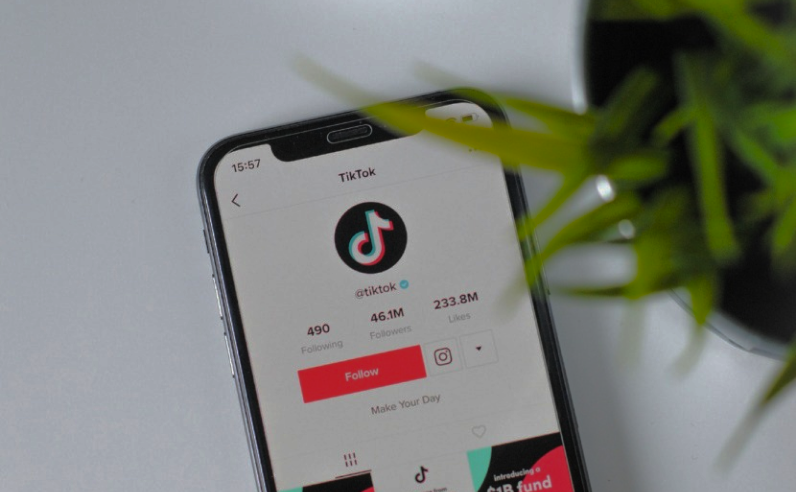 15:57
TikTok
@tiktok
490 46.1M 233.8M
Following Followers Likes
Follow
Make Your Day
Introducing a
$1B fund